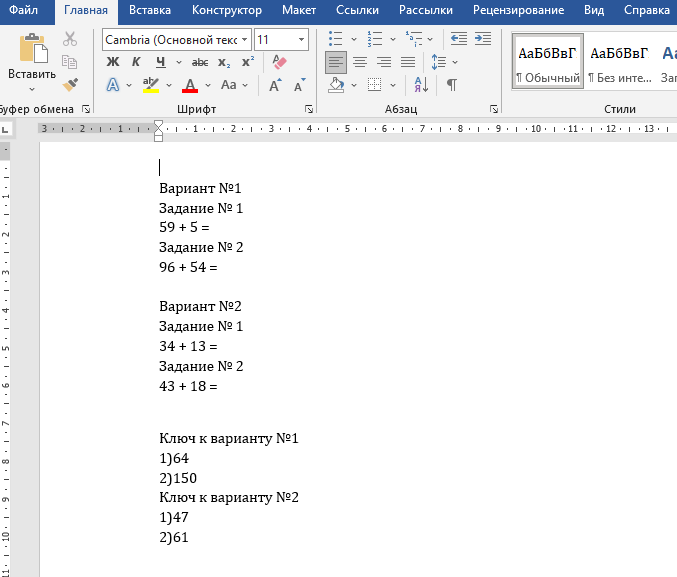 Файл Главная Вставка Конструктор Макет Ссылки Рассылки Рецензирование Вид Справка
Cambria (Основной текс 11
Вставить
Ж К Ч abc x₂ x²
A ab A Aa A A
АаБбВвГ АаБбВвГ
¶ Обычный ¶ Без инте... Заг
Буфер обмена Шрифт Абзац Стили
3 2 1 1 2 3 4 5 6 7 8 9 10 11 12 13
Вариант №1
Задание № 1
59 + 5 =
Задание № 2
96 + 54 =
Вариант №2
Задание № 1
34 + 13 =
Задание № 2
43 + 18 =
Ключ к варианту №1
1)64
2)150
Ключ к варианту №2
1)47
2)61